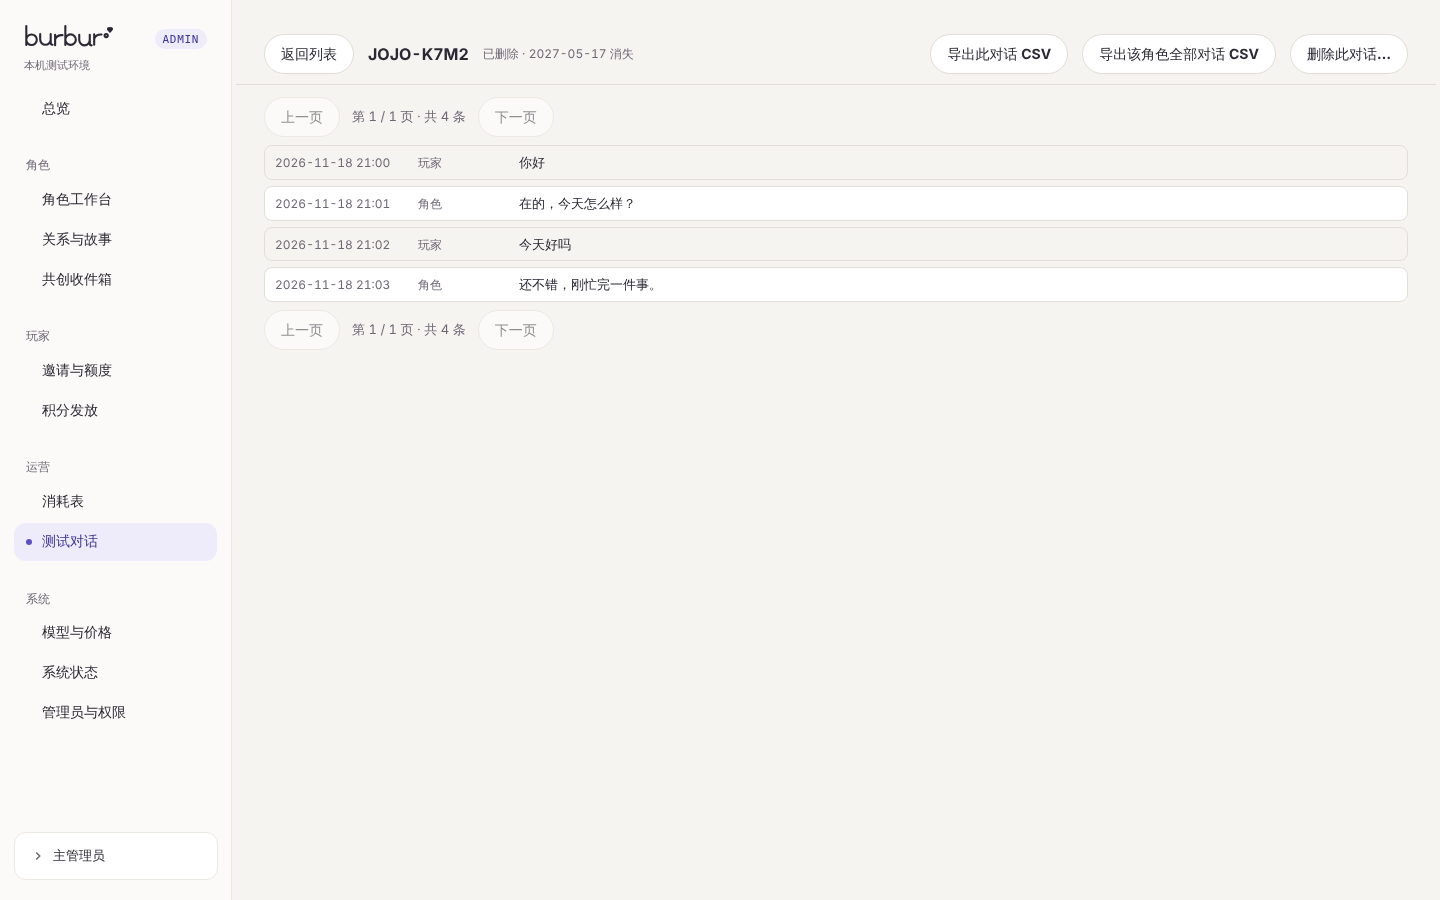 burbur
ADMIN
本机测试环境
总览
角色
角色工作台
关系与故事
共创收件箱
玩家
邀请与额度
积分发放
运营
消耗表
测试对话
系统
模型与价格
系统状态
管理员与权限
主管理员
返回列表 JOJO-K7M2 已删除 · 2027-05-17 消失 导出此对话 CSV 导出该角色全部对话 CSV 删除此对话…
上一页 第 1 / 1 页 · 共 4 条 下一页
2026-11-18 21:00 玩家 你好
2026-11-18 21:01 角色 在的，今天怎么样？
2026-11-18 21:02 玩家 今天好吗
2026-11-18 21:03 角色 还不错，刚忙完一件事。
上一页 第 1 / 1 页 · 共 4 条 下一页